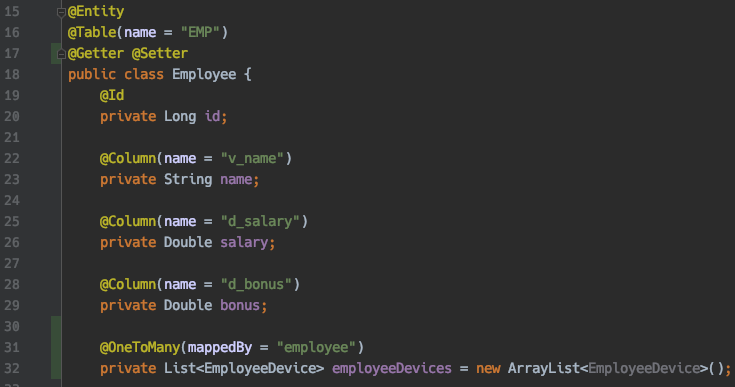 15 @Entity
16 @Table(name = "EMP")
17 @Getter @Setter
18 public class Employee {
19 @Id
20 private Long id;
21
22 @Column(name = "v_name")
23 private String name;
24
25 @Column(name = "d_salary")
26 private Double salary;
27
28 @Column(name = "d_bonus")
29 private Double bonus;
30
31 @OneToMany(mappedBy = "employee")
32 private List<EmployeeDevice> employeeDevices = new ArrayList<EmployeeDevice>();